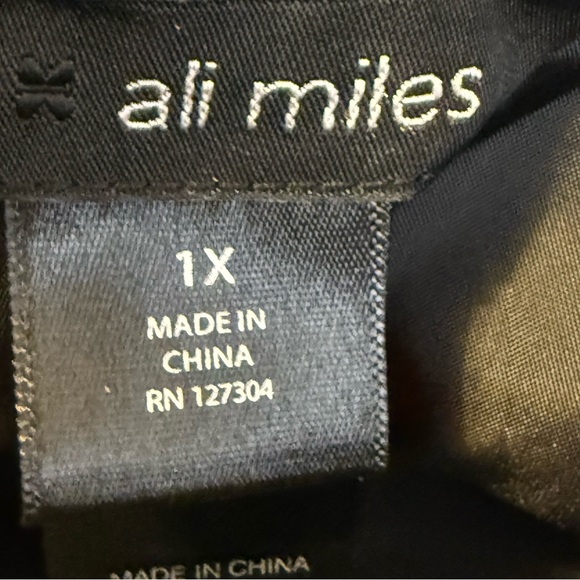 ali miles
1X
MADE IN
CHINA
RN 127304
MADE IN CHINA